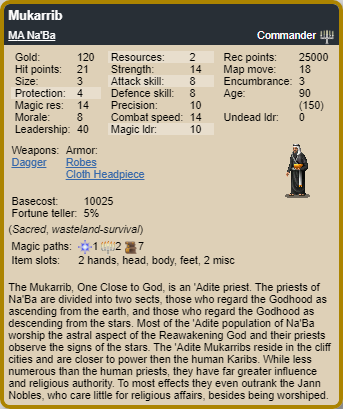 Mukarrib
MA Na'Ba Commander
Gold: 120 Resources: 2 Rec points: 25000
Hit points: 21 Strength: 14 Map move: 18
Size: 3 Attack skill: 8 Encumbrance: 3
Protection: 4 Defence skill: 8 Age: 90
Magic res: 14 Precision: 10 (150)
Morale: 8 Combat speed: 14 Undead ldr: 0
Leadership: 40 Magic ldr: 10
Weapons: Armor:
Dagger Robes
Cloth Headpiece
Basecost: 10025
Fortune teller: 5%
(Sacred, wasteland-survival)
Magic paths: 1 2 7
Item slots: 2 hands, head, body, feet, 2 misc
The Mukarrib, One Close to God, is an 'Adite priest. The priests of
Na'Ba are divided into two sects, those who regard the Godhood as
ascending from the earth, and those who regard the Godhood as
descending from the stars. Most of the 'Adite population of Na'Ba
worship the astral aspect of the Reawakening God and their priests
observe the signs of the stars. The 'Adite Mukarribs reside in the cliff
cities and are closer to power then the human Karibs. While less
numerous than the human priests, they have far greater influence
and religious authority. To most effects they even outrank the Jann
Nobles, who care little for religious affairs, besides being worshiped.